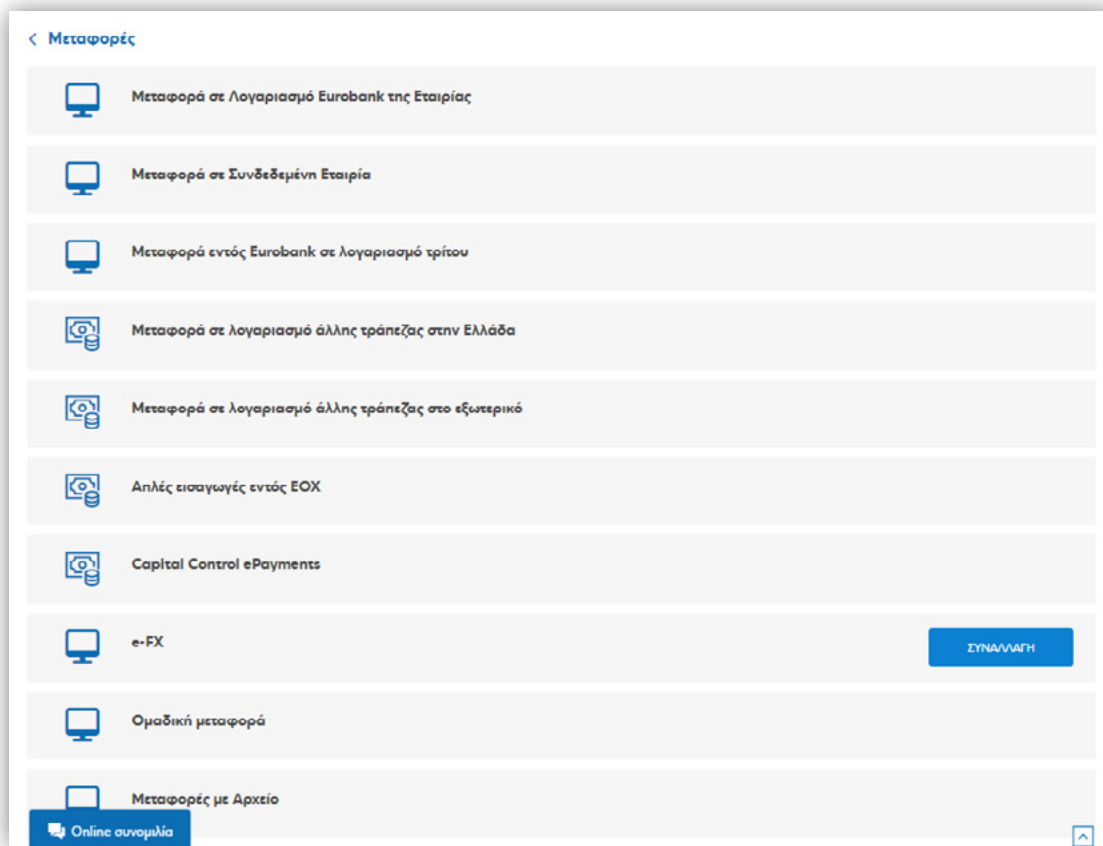 Μεταφορές
Μεταφορά σε Λογαριασμό Eurobank της Εταιρίας
Μεταφορά σε Συνδεδεμένη Εταιρία
Μεταφορά εντός Eurobank σε λογαριασμό τρίτου
Μεταφορά σε λογαριασμό άλλης τράπεζας στην Ελλάδα
Μεταφορά σε λογαριασμό άλλης τράπεζας στο εξωτερικό
Απλές εισαγωγές εντός ΕΟΧ
Capital Control ePayments
e-FX
ΣΥΝΑΛΛΑΓΗ
Ομαδική μεταφορά
Μεταφορές με Αρχείο
Online συνομιλία